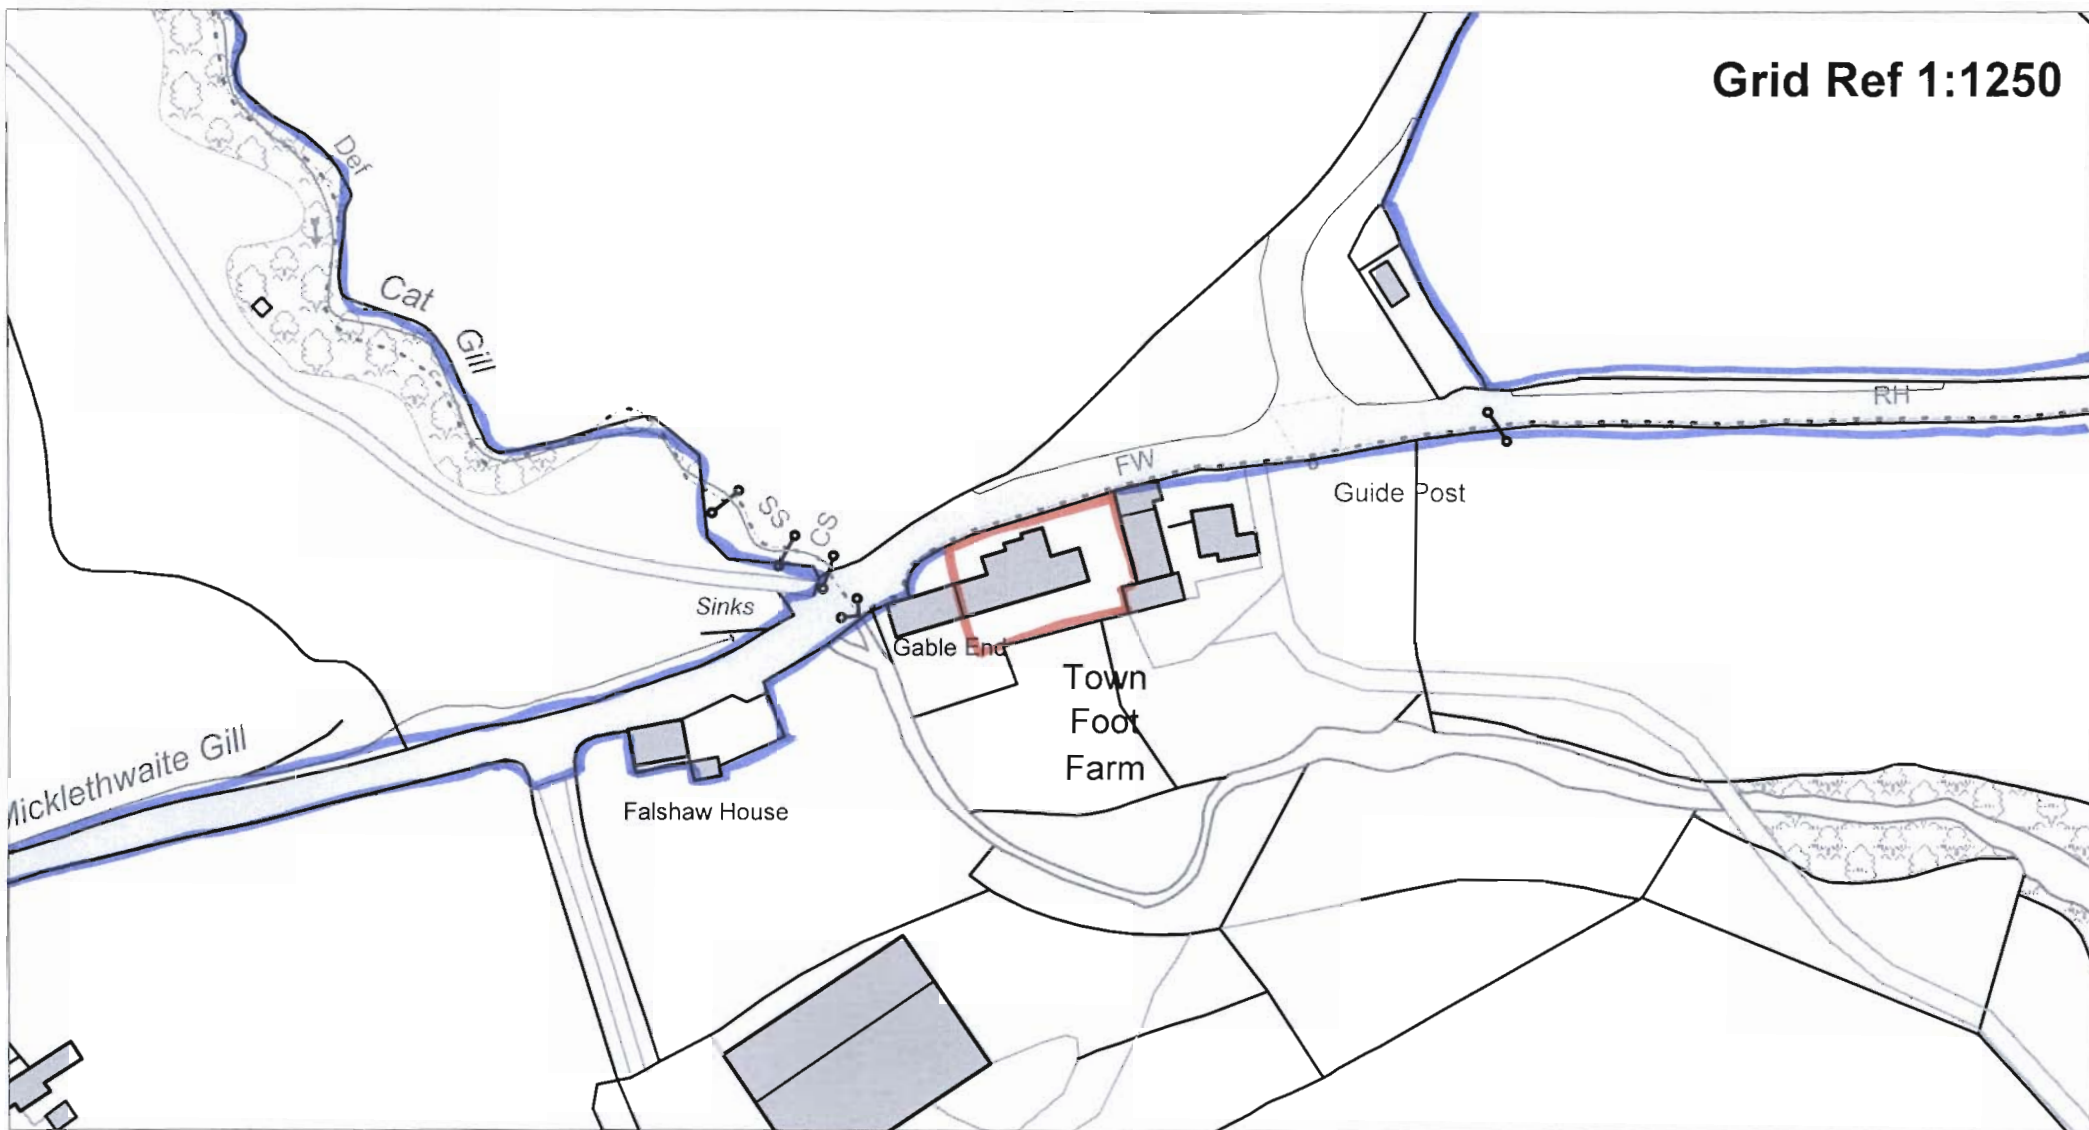 Grid Ref 1:1250
Def
Cat
Gill
RH
FW
Guide Post
SS
CS
Sinks
Gable End
Town
Foot
Farm
Micklethwaite Gill
Falshaw House